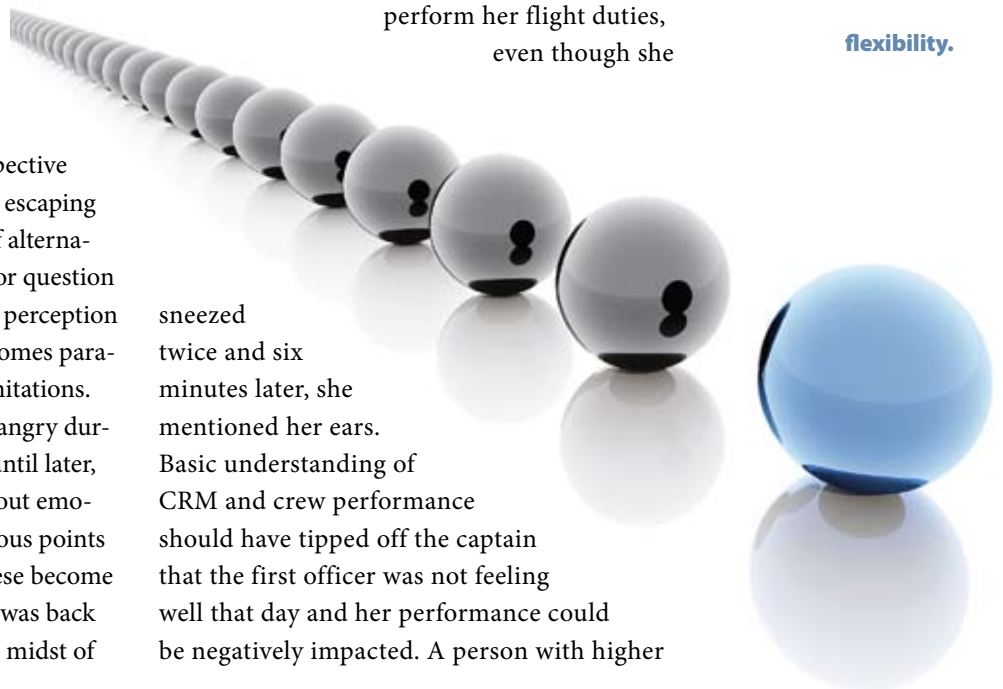 pective
escaping
f alterna-
or question
perception
omes para-
nitations.
angry dur-
until later,
out emo-
ous points
ese become
was back
midst of
perform her flight duties,
even though she
sneezed
twice and six
minutes later, she
mentioned her ears.
Basic understanding of
CRM and crew performance
should have tipped off the captain
that the first officer was not feeling
well that day and her performance could
be negatively impacted. A person with higher
flexibility.